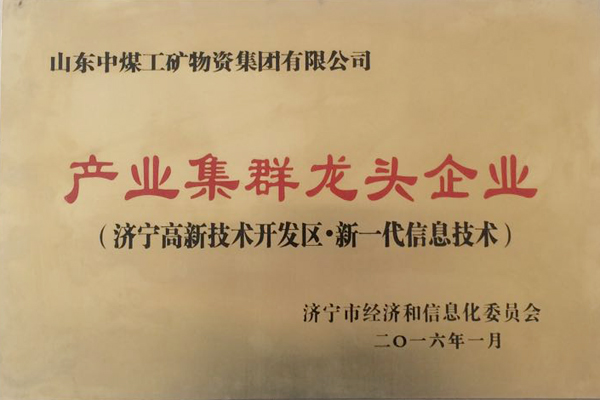 山东中煤工矿物资集团有限公司
产业集群龙头企业
（济宁高新技术开发区·新一代信息技术）
济宁市经济和信息化委员会
二〇一六年一月